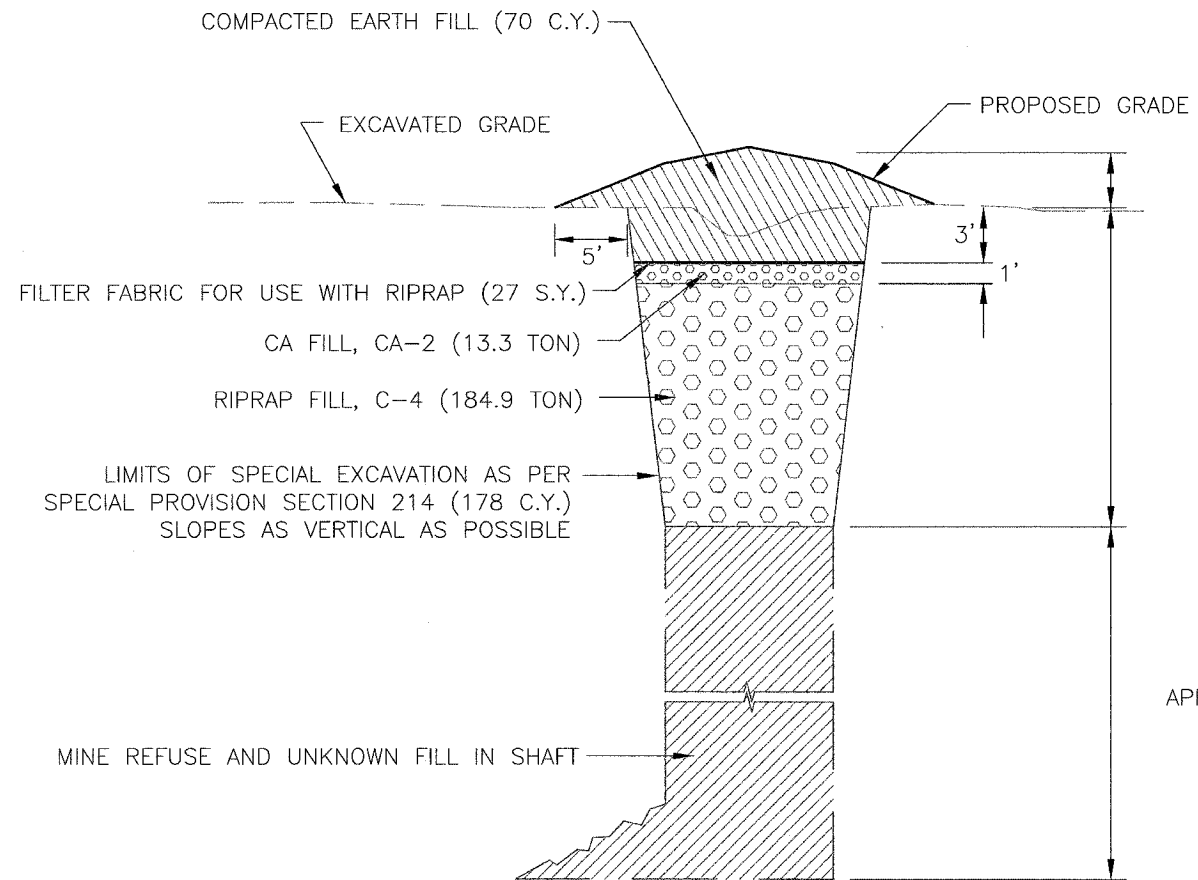 COMPACTED EARTH FILL (70 C.Y.)
PROPOSED GRADE
EXCAVATED GRADE
5'
3'
1'
FILTER FABRIC FOR USE WITH RIPRAP (27 S.Y.)
CA FILL, CA-2 (13.3 TON)
RIPRAP FILL, C-4 (184.9 TON)
LIMITS OF SPECIAL EXCAVATION AS PER
SPECIAL PROVISION SECTION 214 (178 C.Y.)
SLOPES AS VERTICAL AS POSSIBLE
MINE REFUSE AND UNKNOWN FILL IN SHAFT